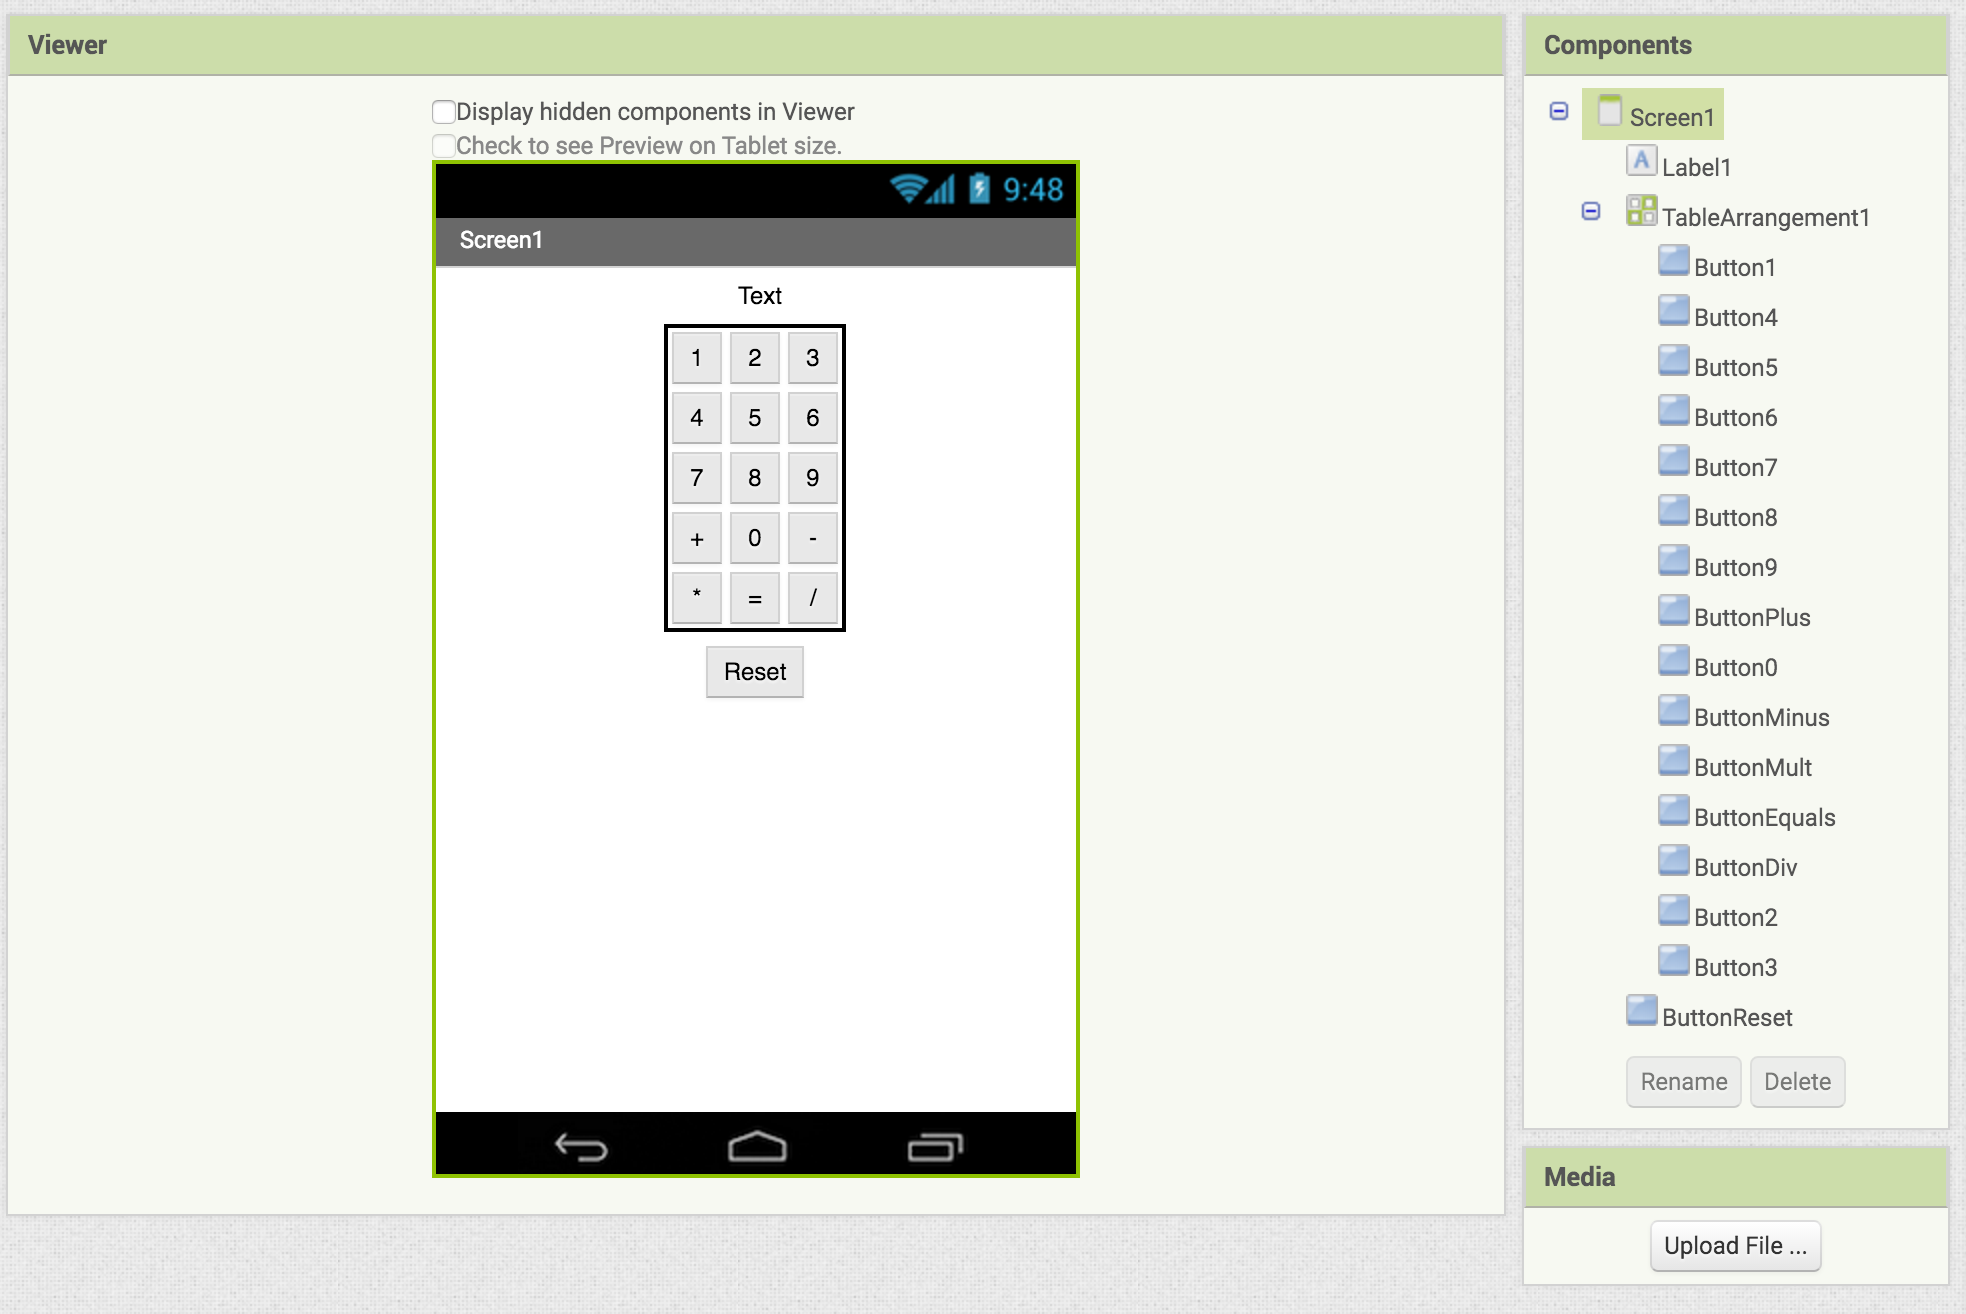 Viewer
Display hidden components in Viewer
Check to see Preview on Tablet size.
9:48
Screen1
Text
1 2 3
4 5 6
7 8 9
+ 0 -
* = /
Reset
Components
Screen1
A Label1
TableArrangement1
Button1
Button4
Button5
Button6
Button7
Button8
Button9
ButtonPlus
Button0
ButtonMinus
ButtonMult
ButtonEquals
ButtonDiv
Button2
Button3
ButtonReset
Rename Delete
Media
Upload File ...